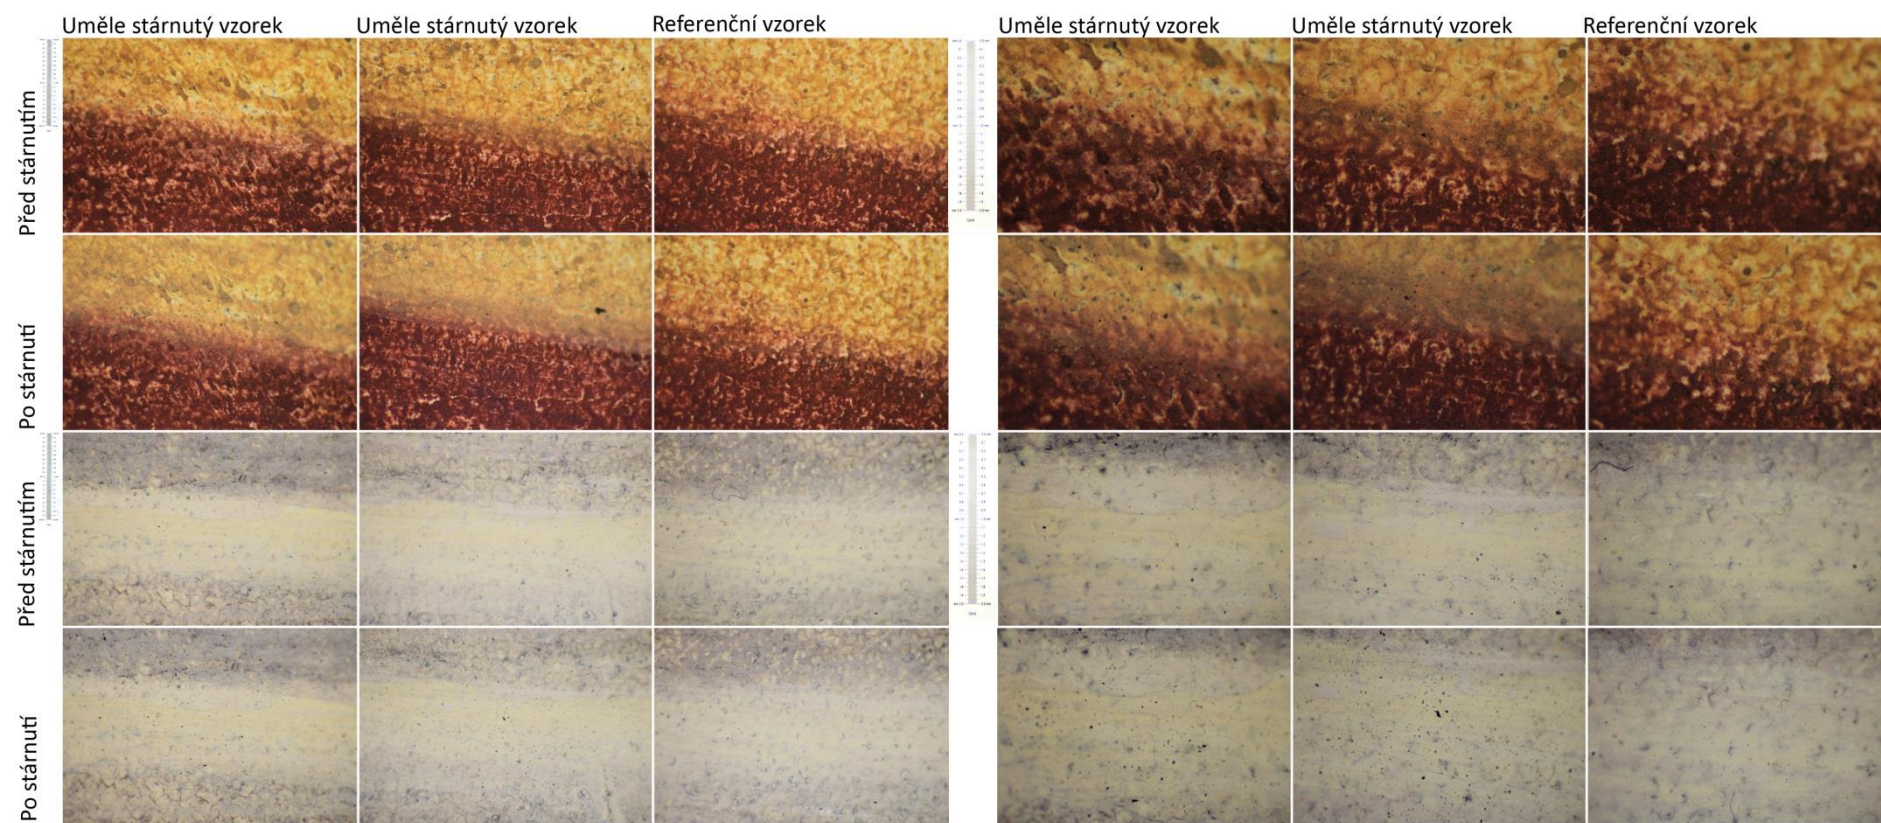 Uměle stárnutý vzorek Uměle stárnutý vzorek Referenční vzorek Uměle stárnutý vzorek Uměle stárnutý vzorek Referenční vzorek
Před stárnutím
Po stárnutí
Před stárnutím
Po stárnutí